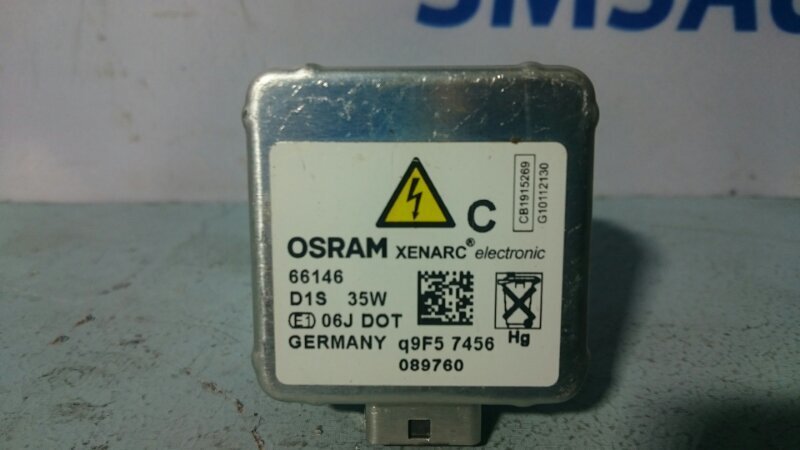 C
CB1915269
G10112130
OSRAM XENARC® electronic
66146
D1S 35W
E1 06J DOT
Hg
GERMANY q9F5 7456
089760